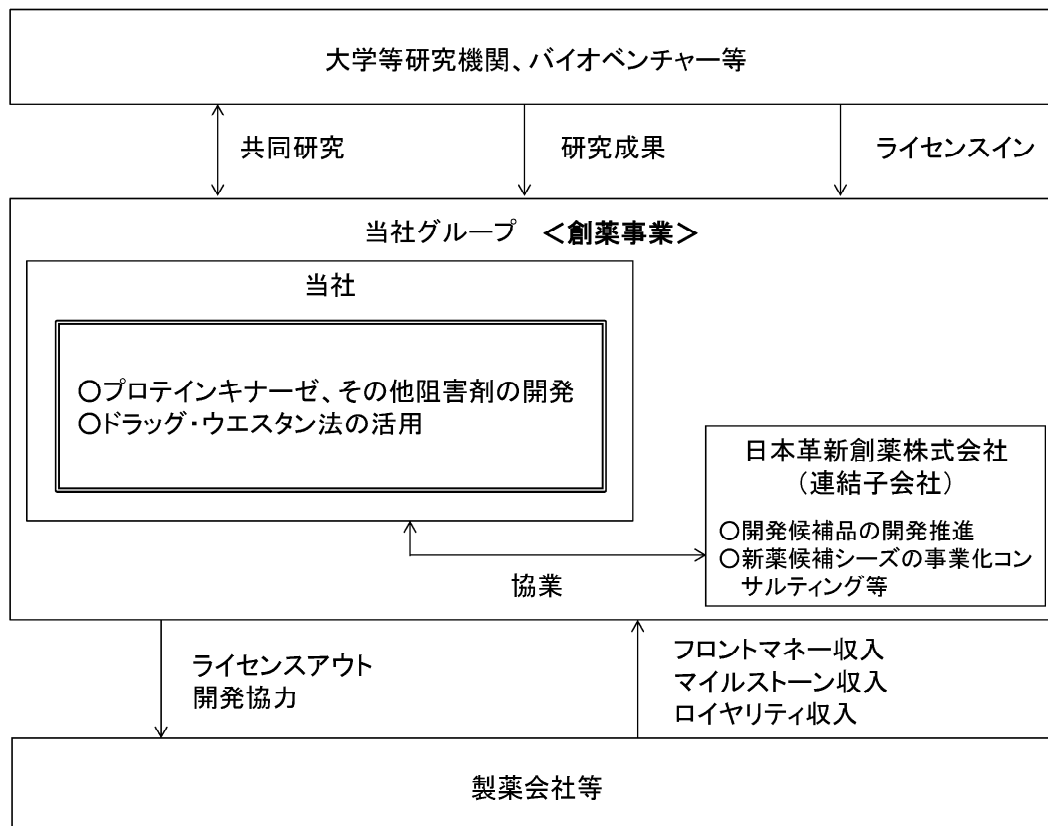 大学等研究機関、バイオベンチャー等
共同研究
研究成果
ライセンスイン
当社グループ ＜創薬事業＞
当社
○プロテインキナーゼ、その他阻害剤の開発
○ドラッグ・ウエスタン法の活用
日本革新創薬株式会社
（連結子会社）
○開発候補品の開発推進
○新薬候補シーズの事業化コン
サルティング等
協業
ライセンスアウト
開発協力
フロントマネー収入
マイルストーン収入
ロイヤリティ収入
製薬会社等